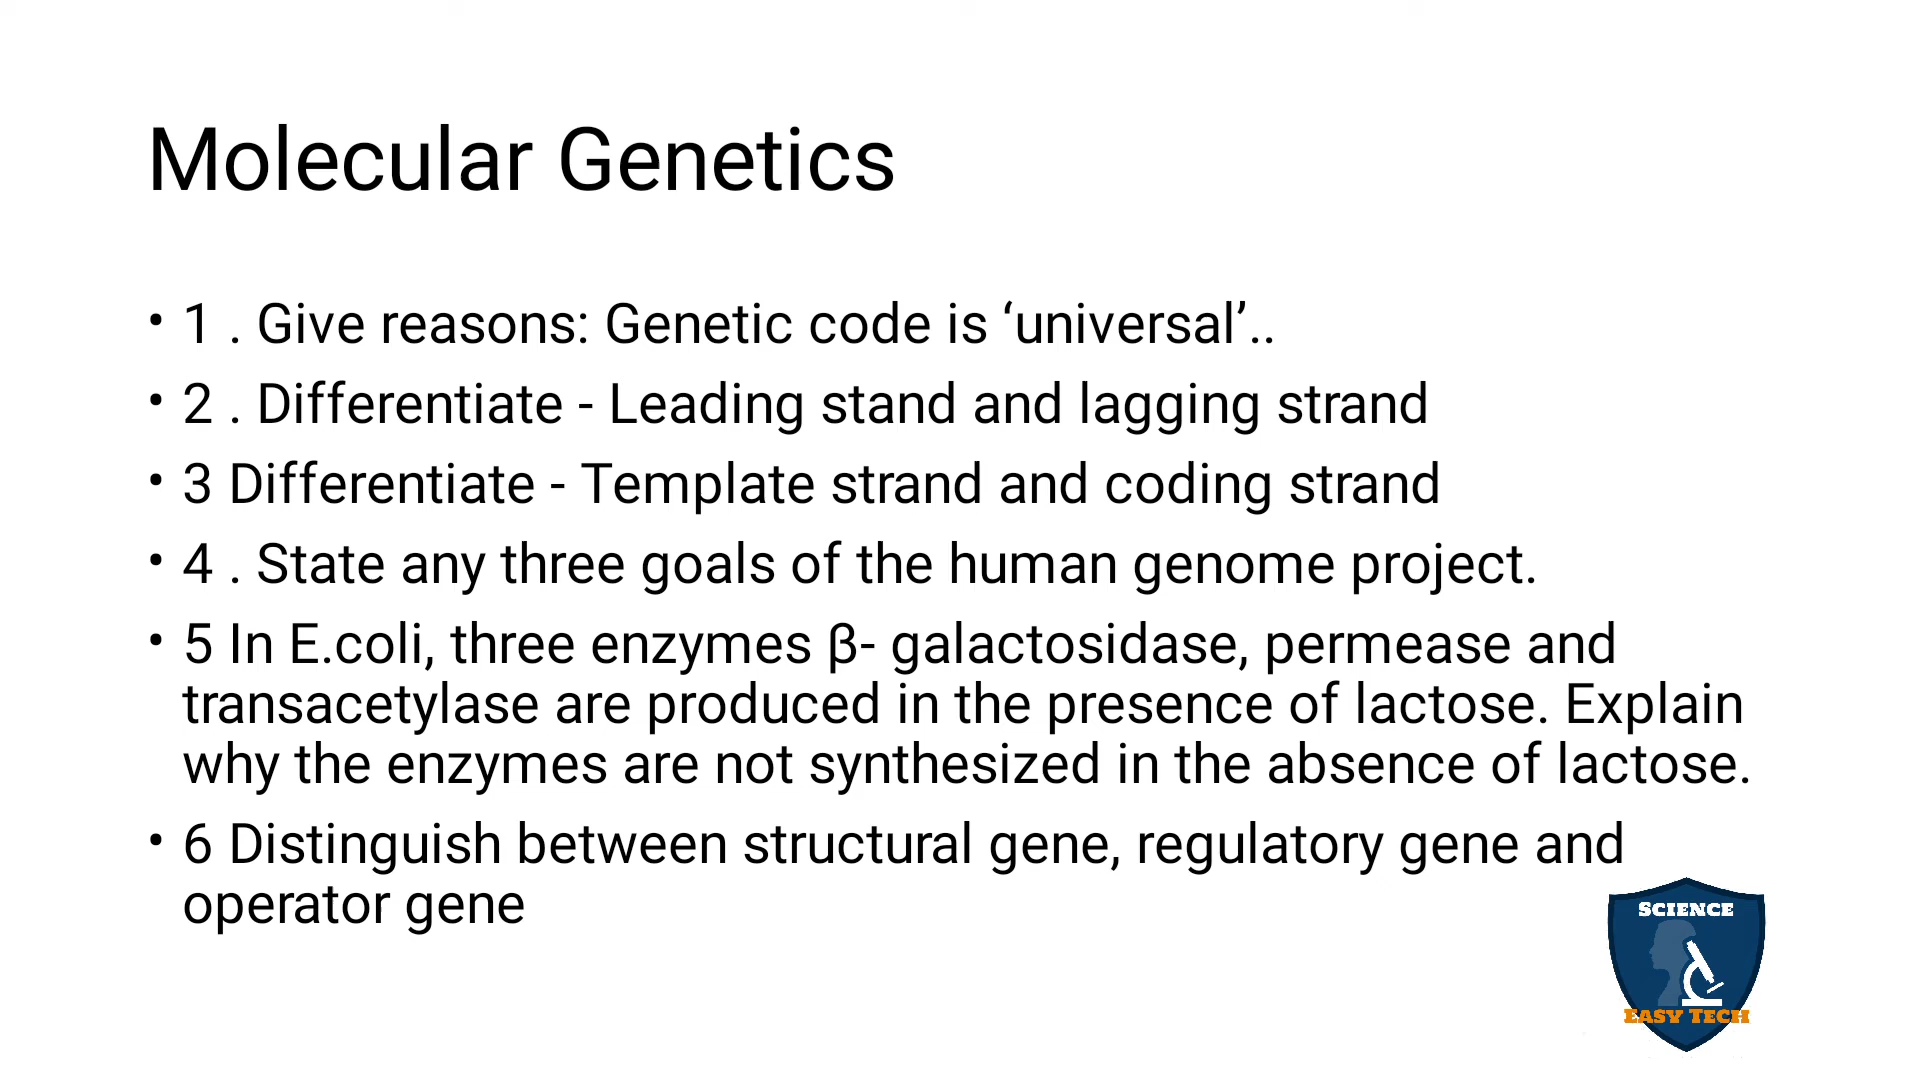 Molecular Genetics
• 1 . Give reasons: Genetic code is ‘universal’..
• 2 . Differentiate - Leading stand and lagging strand
• 3 Differentiate - Template strand and coding strand
• 4 . State any three goals of the human genome project.
• 5 In E.coli, three enzymes β- galactosidase, permease and
transacetylase are produced in the presence of lactose. Explain
why the enzymes are not synthesized in the absence of lactose.
• 6 Distinguish between structural gene, regulatory gene and
operator gene
SCIENCE
EASY TECH